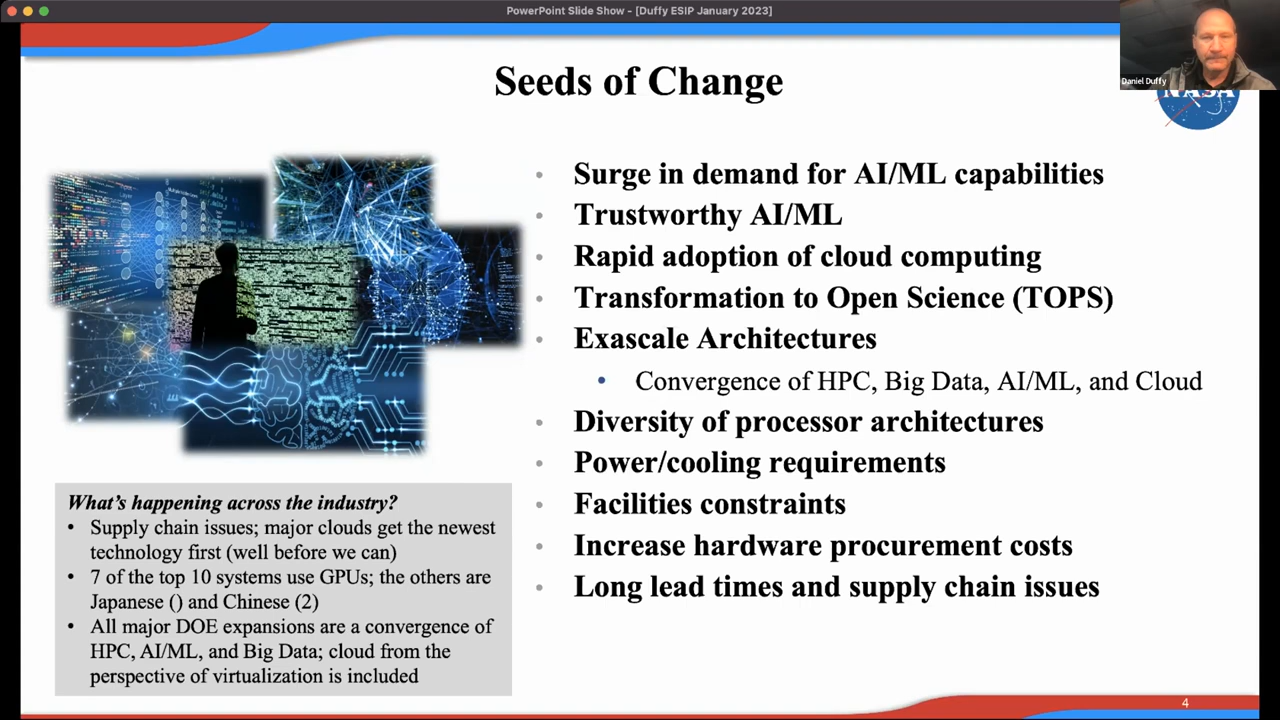 PowerPoint Slide Show - [Duffy ESIP January 2023]
Daniel Duffy
NASA
Seeds of Change
• Surge in demand for AI/ML capabilities
• Trustworthy AI/ML
• Rapid adoption of cloud computing
• Transformation to Open Science (TOPS)
• Exascale Architectures
• Convergence of HPC, Big Data, AI/ML, and Cloud
• Diversity of processor architectures
• Power/cooling requirements
• Facilities constraints
• Increase hardware procurement costs
• Long lead times and supply chain issues
What’s happening across the industry?
• Supply chain issues; major clouds get the newest
technology first (well before we can)
• 7 of the top 10 systems use GPUs; the others are
Japanese () and Chinese (2)
• All major DOE expansions are a convergence of
HPC, AI/ML, and Big Data; cloud from the
perspective of virtualization is included
4